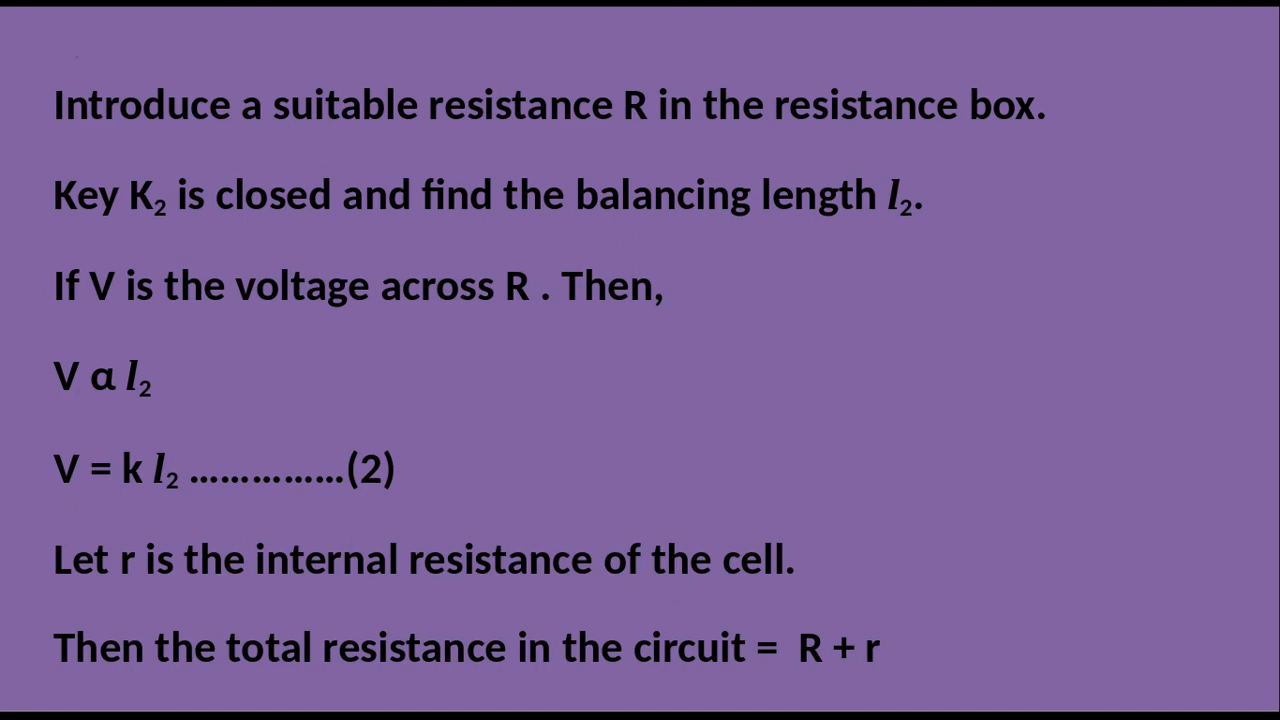 Introduce a suitable resistance R in the resistance box.
Key K₂ is closed and find the balancing length l₂.
If V is the voltage across R . Then,
V α l₂
V = k l₂ ……………(2)
Let r is the internal resistance of the cell.
Then the total resistance in the circuit = R + r